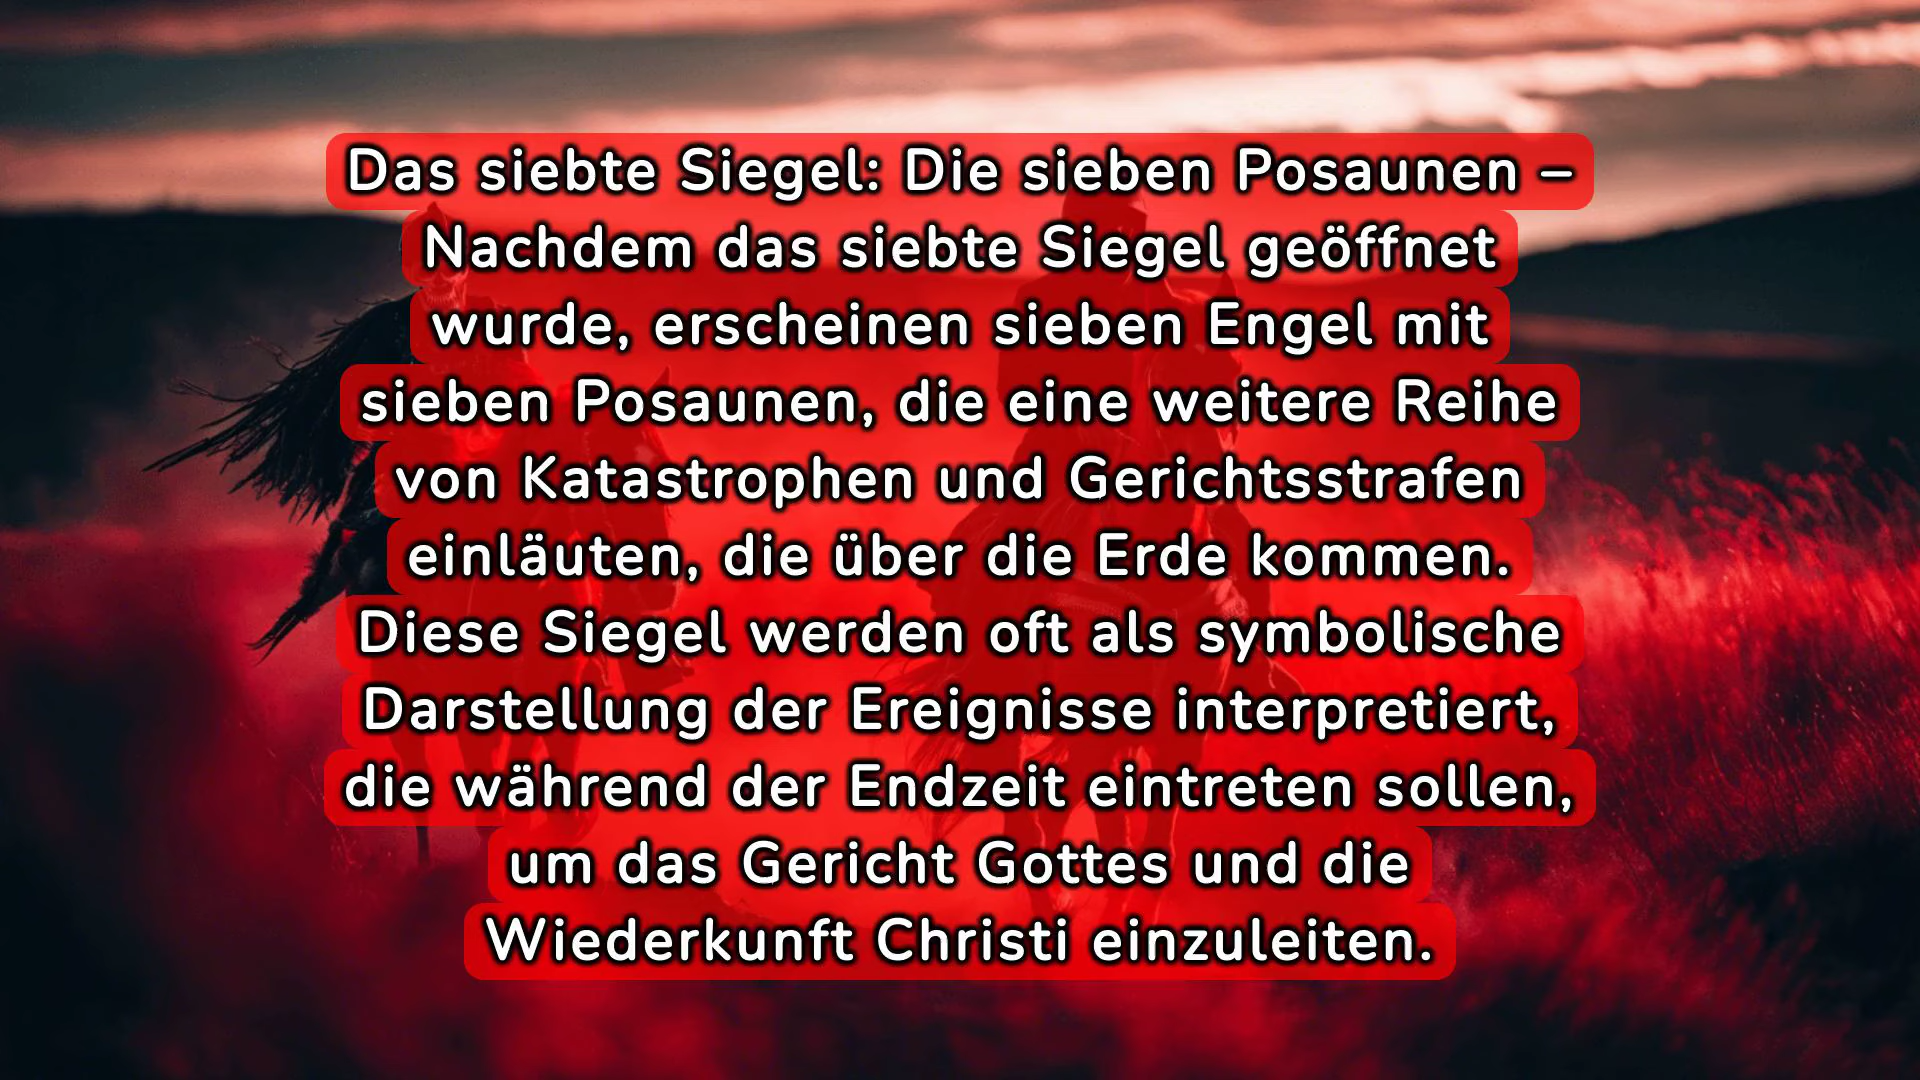 Das siebte Siegel: Die sieben Posaunen –
Nachdem das siebte Siegel geöffnet
wurde, erscheinen sieben Engel mit
sieben Posaunen, die eine weitere Reihe
von Katastrophen und Gerichtsstrafen
einläuten, die über die Erde kommen.
Diese Siegel werden oft als symbolische
Darstellung der Ereignisse interpretiert,
die während der Endzeit eintreten sollen,
um das Gericht Gottes und die
Wiederkunft Christi einzuleiten.